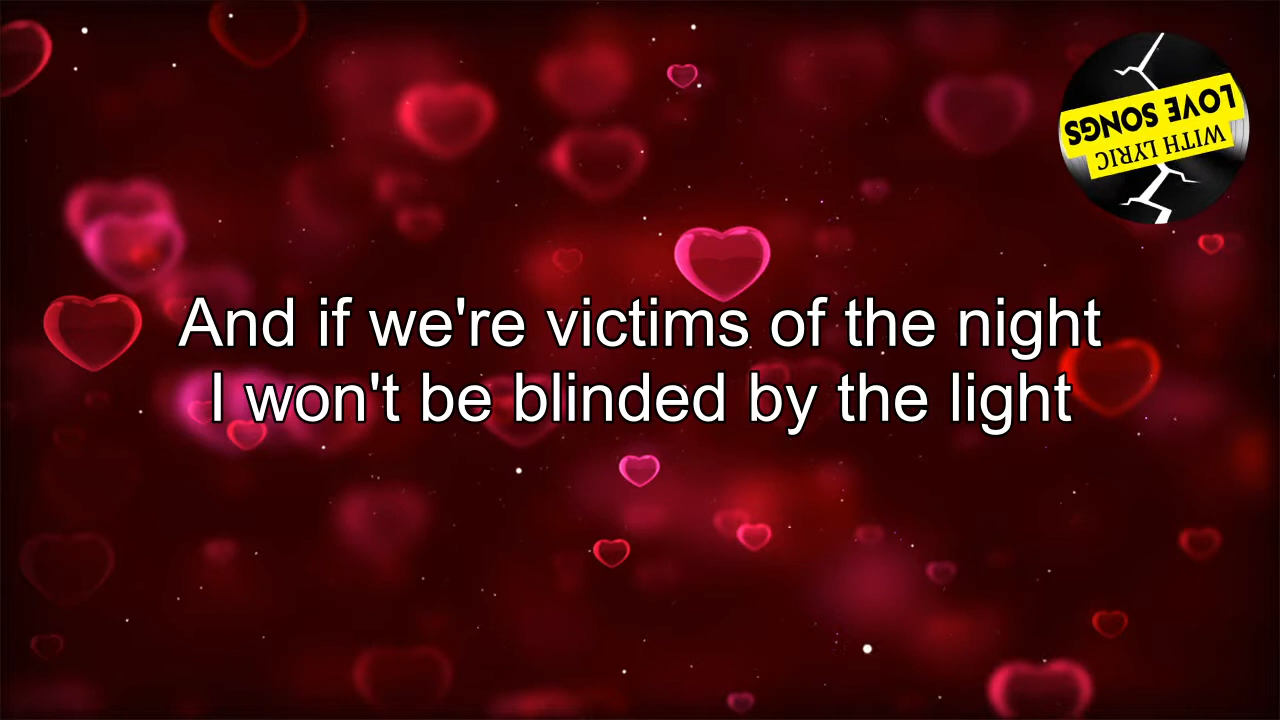 And if we're victims of the night
I won't be blinded by the light
LOVE SONGS
WITH LYRIC